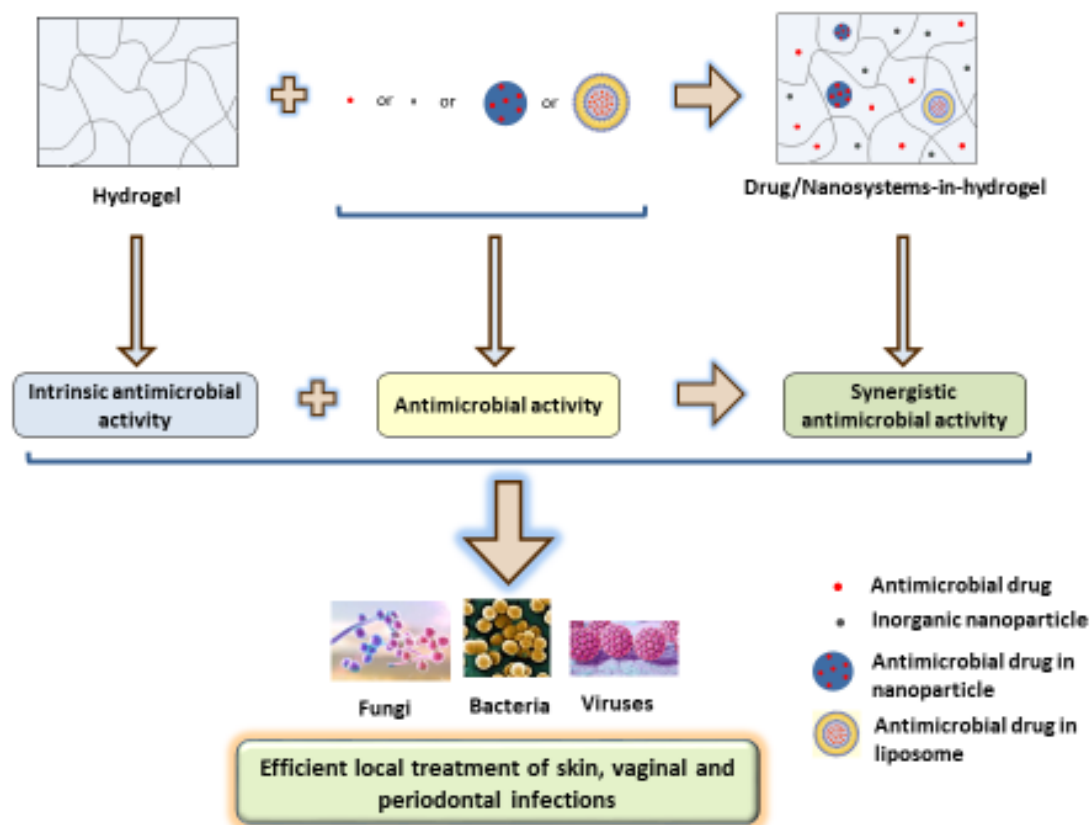 or or or
Hydrogel
Drug/Nanosystems-in-hydrogel
Intrinsic antimicrobial
activity
Antimicrobial activity
Synergistic
antimicrobial activity
Fungi
Bacteria
Viruses
Antimicrobial drug
Inorganic nanoparticle
Antimicrobial drug in
nanoparticle
Antimicrobial drug in
liposome
Efficient local treatment of skin, vaginal and
periodontal infections